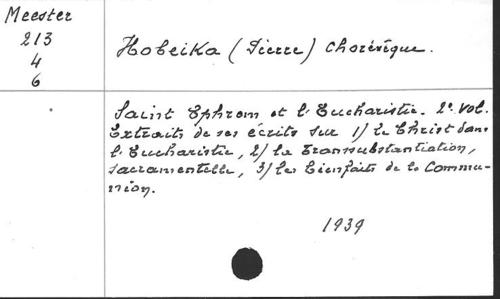 Meester
213
4
6
Hobeika (Pierre) Chorévêque.
Saint Ephrem et l'Eucharistie. 2e vol.
Extraits de ses écrits sur 1/ le Christ dans
l'Eucharistie, 2/ la Transsubstantiation,
sacramentelle, 3/ les bienfaits de la Commu-
nion.
1939